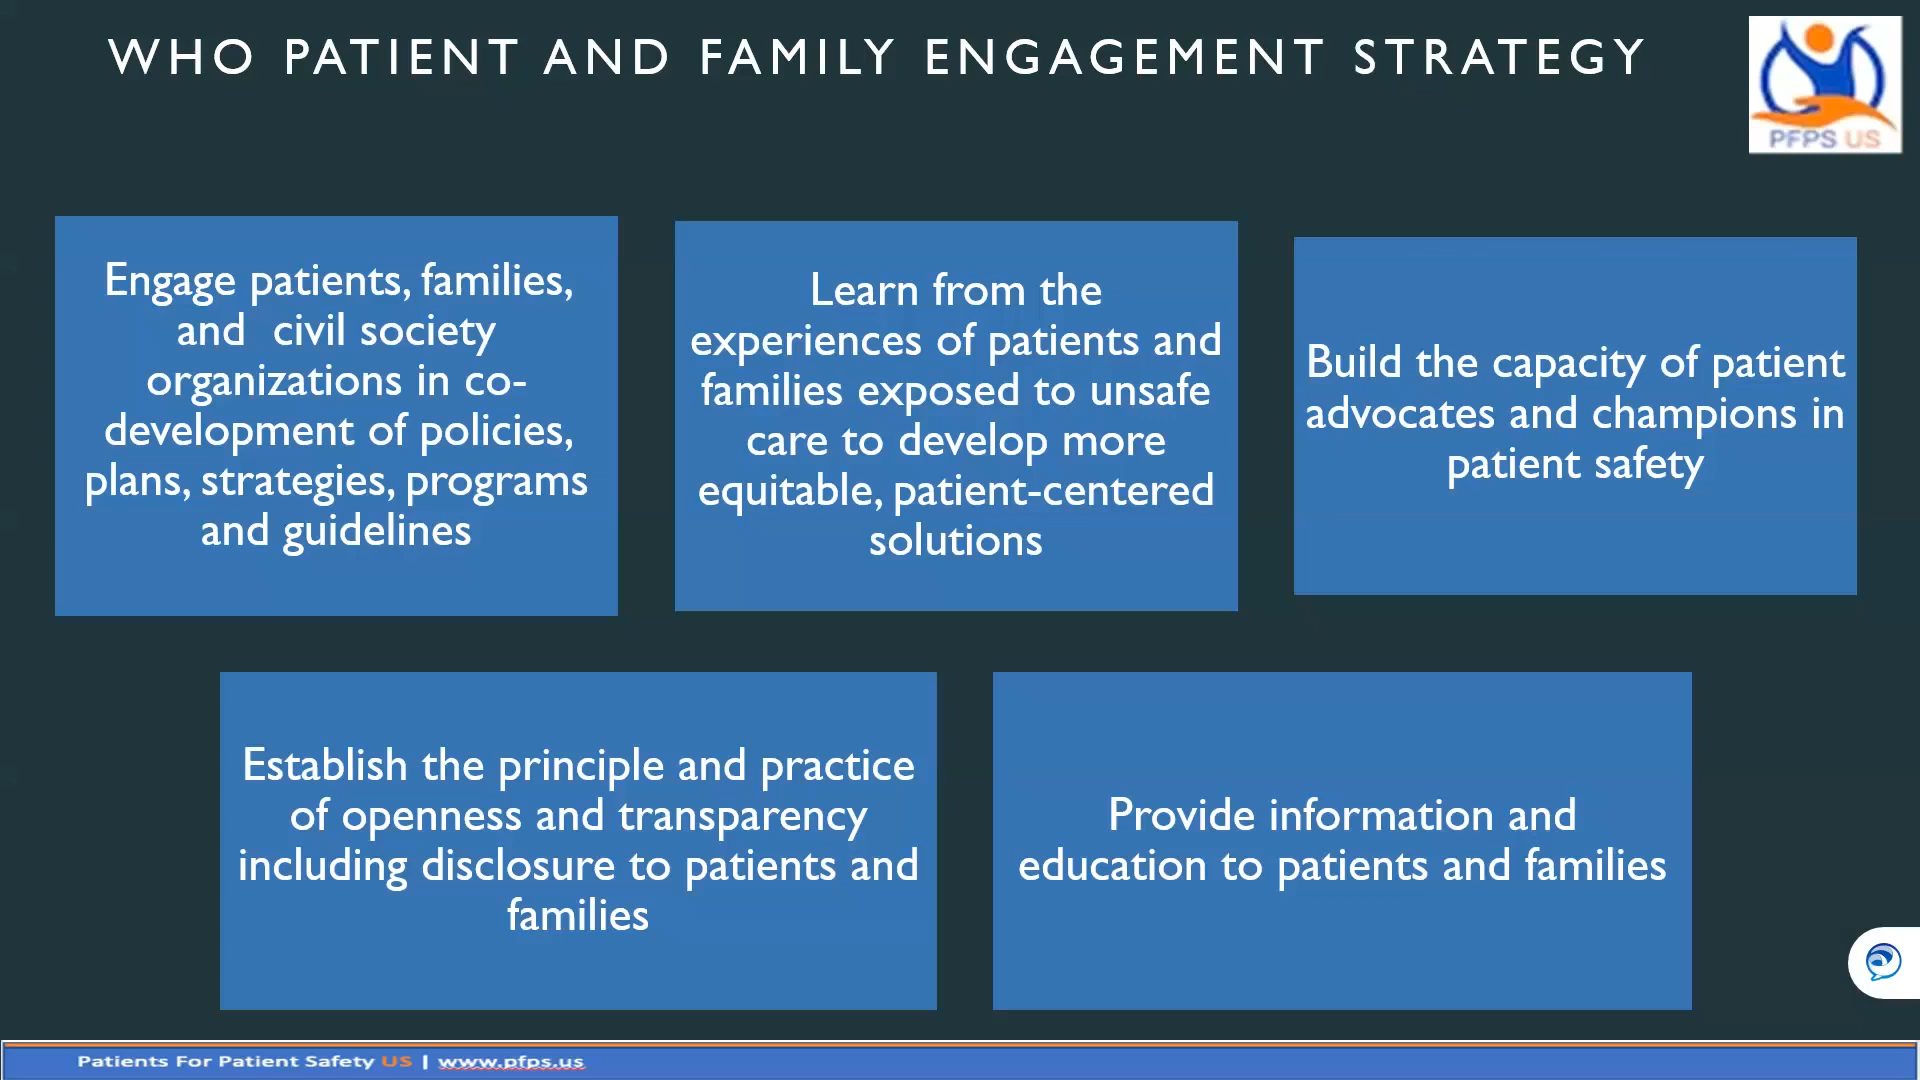 WHO PATIENT AND FAMILY ENGAGEMENT STRATEGY
PFPS US
Engage patients, families,
and civil society
organizations in co-
development of policies,
plans, strategies, programs
and guidelines
Learn from the
experiences of patients and
families exposed to unsafe
care to develop more
equitable, patient-centered
solutions
Build the capacity of patient
advocates and champions in
patient safety
Establish the principle and practice
of openness and transparency
including disclosure to patients and
families
Provide information and
education to patients and families
Patients For Patient Safety US | www.pfps.us